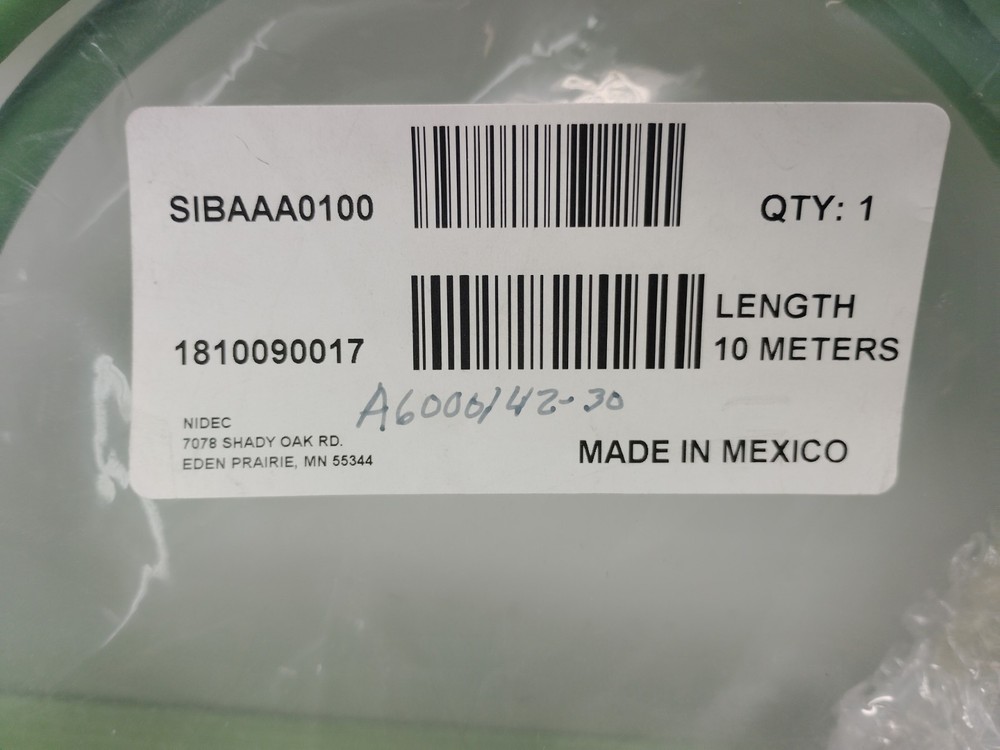 SIBAAA0100
QTY: 1
LENGTH
10 METERS
1810090017
A6000142-30
NIDEC
7078 SHADY OAK RD.
EDEN PRAIRIE, MN 55344
MADE IN MEXICO